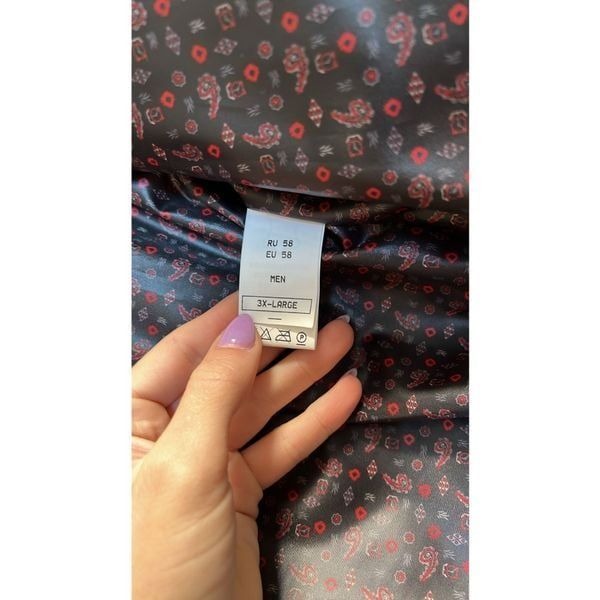 RU 58
EU 58
MEN
3X-LARGE
P